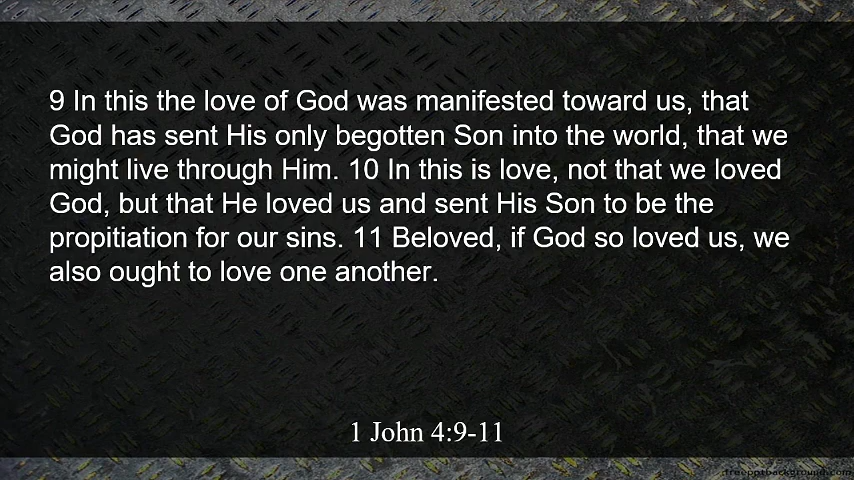 9 In this the love of God was manifested toward us, that
God has sent His only begotten Son into the world, that we
might live through Him. 10 In this is love, not that we loved
God, but that He loved us and sent His Son to be the
propitiation for our sins. 11 Beloved, if God so loved us, we
also ought to love one another.
1 John 4:9-11
freepptbackground.com